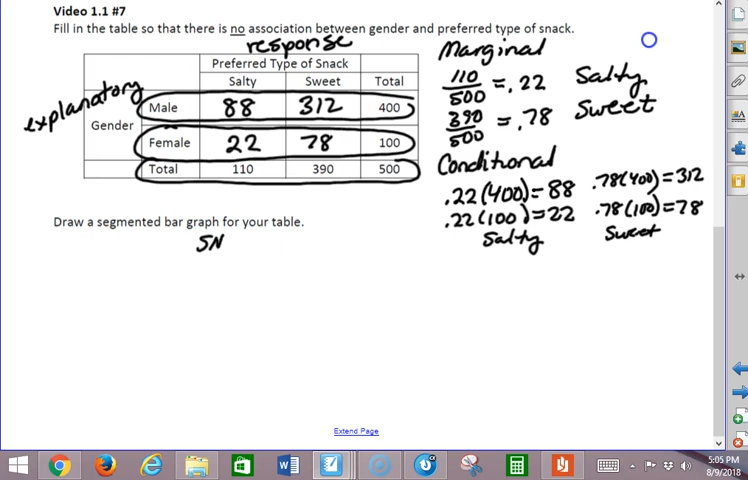 Video 1.1 #7
Fill in the table so that there is no association between gender and preferred type of snack.
response
Preferred Type of Snack
Salty Sweet Total
explanatory
Gender
Male 88 312 400
Female 22 78 100
Total 110 390 500
Marginal
110/500 = .22 Salty
390/500 = .78 Sweet
Conditional
.22(400) = 88 .78(400) = 312
.22(100) = 22 .78(100) = 78
Salty Sweet
Draw a segmented bar graph for your table.
SN
Extend Page
5:05 PM
8/9/2018